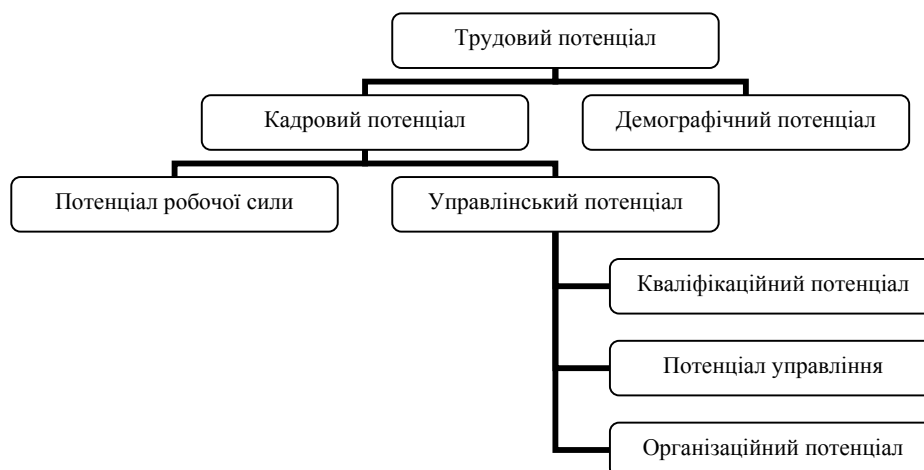 Трудовий потенціал
Кадровий потенціал
Демографічний потенціал
Потенціал робочої сили
Управлінський потенціал
Кваліфікаційний потенціал
Потенціал управління
Організаційний потенціал